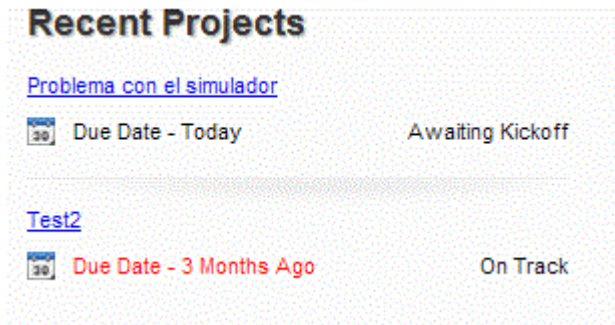 Recent Projects
Problema con el simulador
30 Due Date - Today Awaiting Kickoff
Test2
30 Due Date - 3 Months Ago On Track